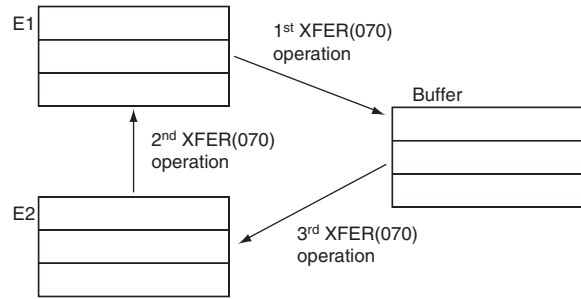 E1
1st XFER(070)
operation
Buffer
2nd XFER(070)
operation
E2
3rd XFER(070)
operation